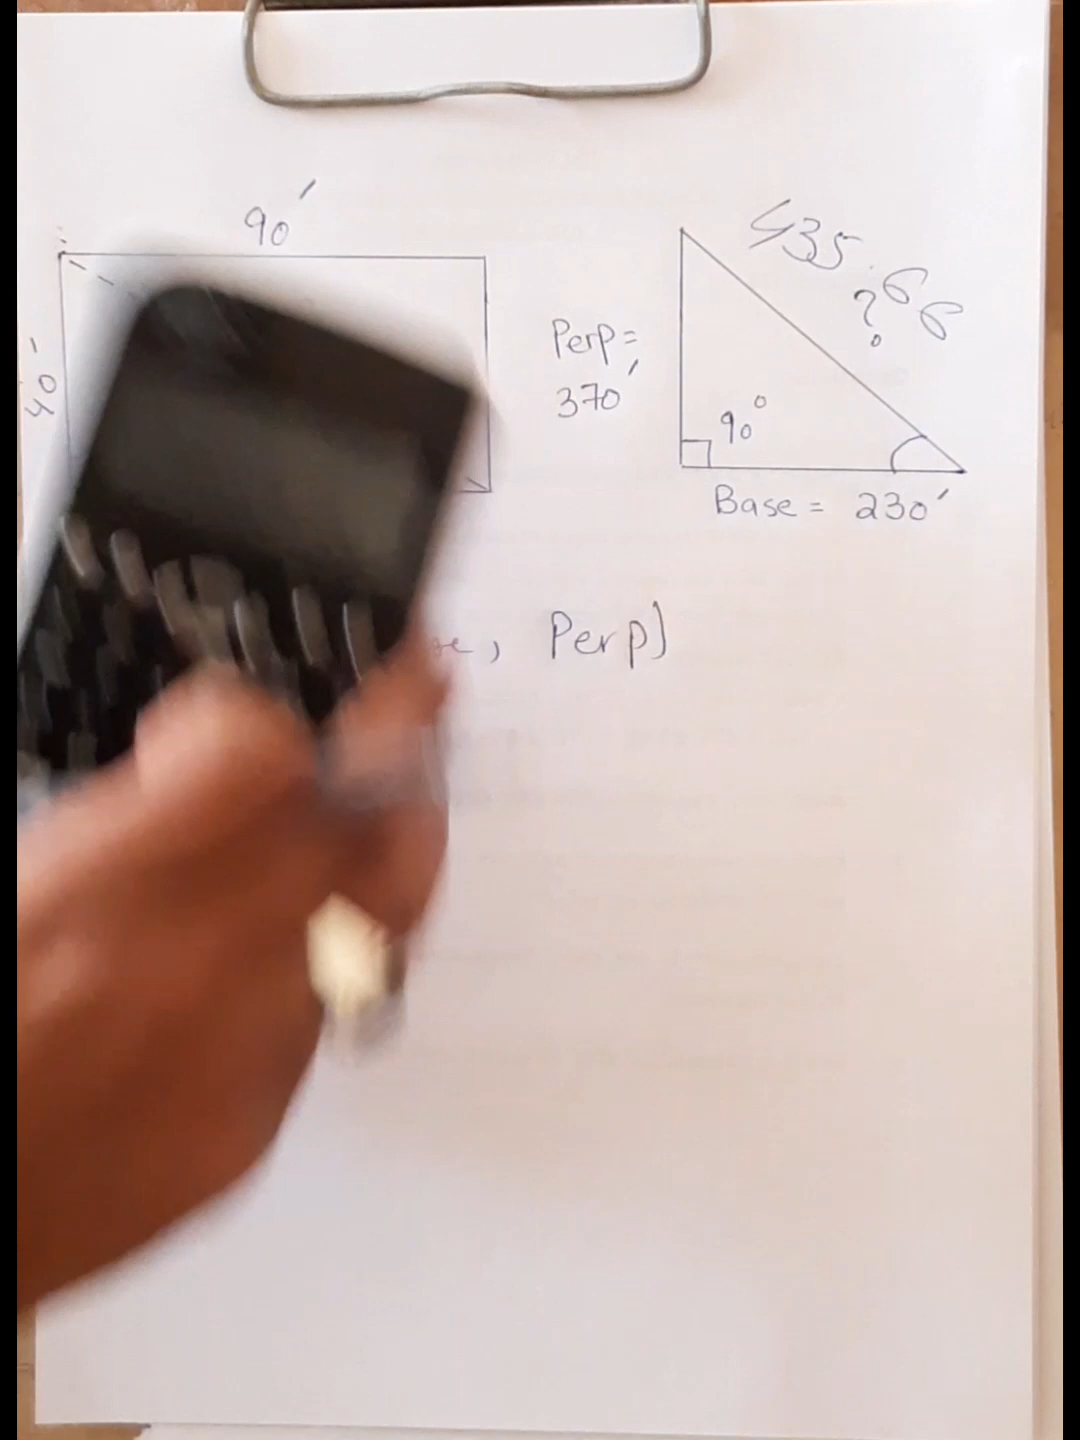 90′
40′
435.66
?
Perp =
370′
90°
Base = 230′
, Perp)